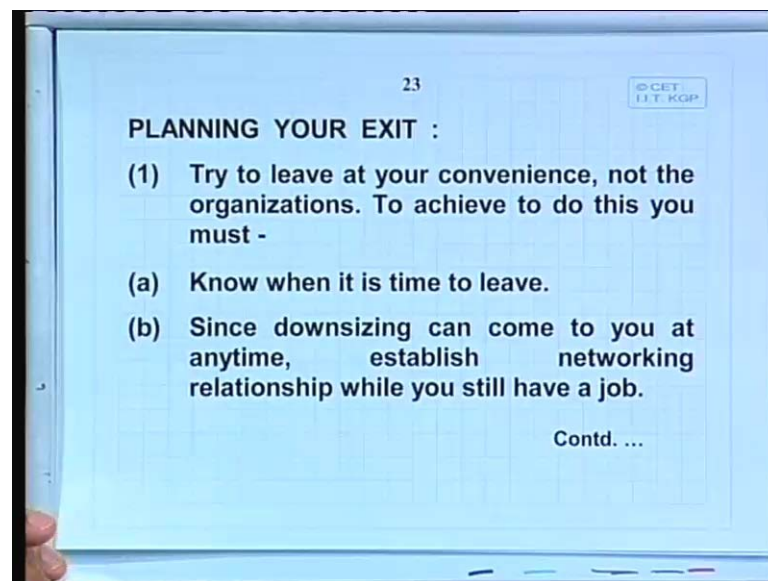 23
© CET
I.I.T. KGP
PLANNING YOUR EXIT :
(1) Try to leave at your convenience, not the
organizations. To achieve to do this you
must -
(a) Know when it is time to leave.
(b) Since downsizing can come to you at
anytime, establish networking
relationship while you still have a job.
Contd. ...